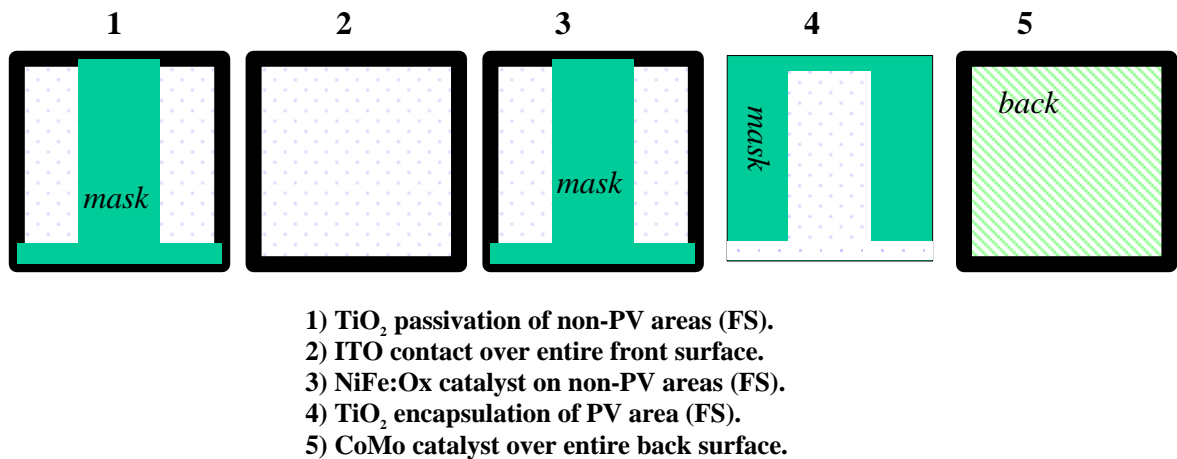 1 2 3 4 5
mask mask mask back
1) TiO₂ passivation of non-PV areas (FS).
2) ITO contact over entire front surface.
3) NiFe:Ox catalyst on non-PV areas (FS).
4) TiO₂ encapsulation of PV area (FS).
5) CoMo catalyst over entire back surface.